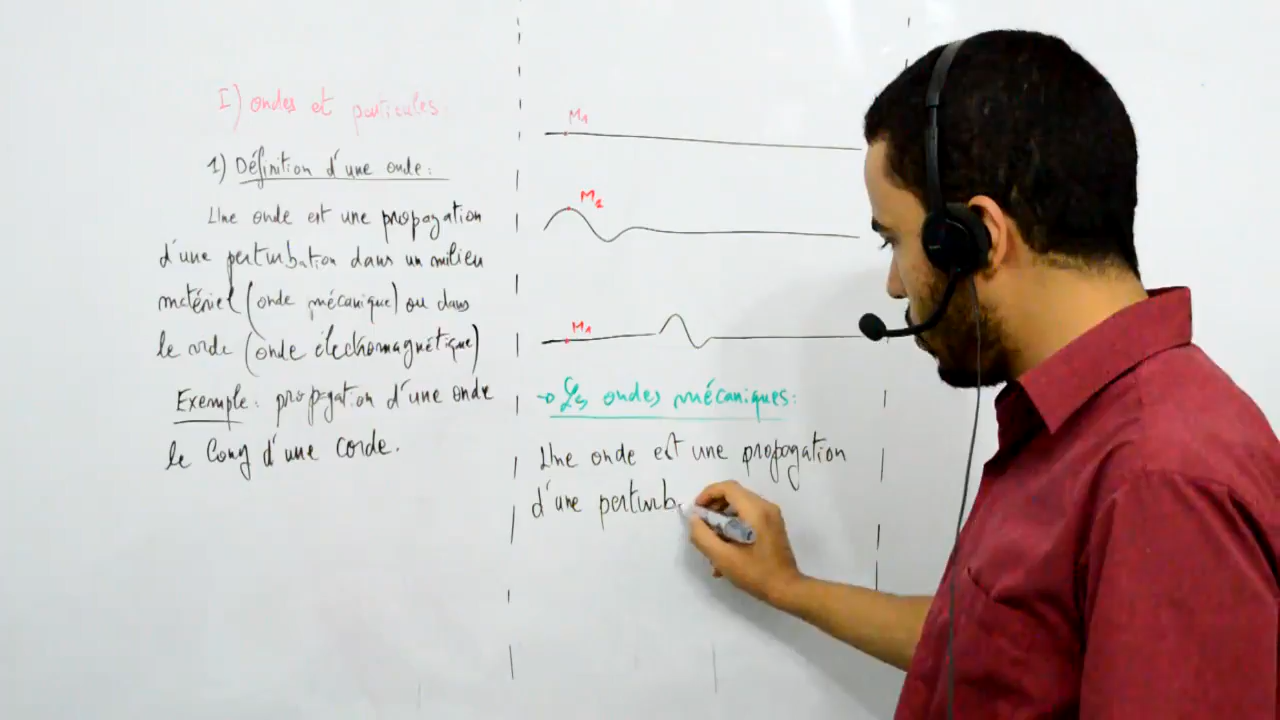 I) ondes et particules.
1) Définition d'une onde :
Une onde est une propagation
d'une perturbation dans un milieu
matériel (onde mécanique) ou dans
le vide (onde électromagnétique)
Exemple : propagation d'une onde
le long d'une corde.
M1
M1
M1
→ Les ondes mécaniques :
Une onde est une propagation
d'une perturb